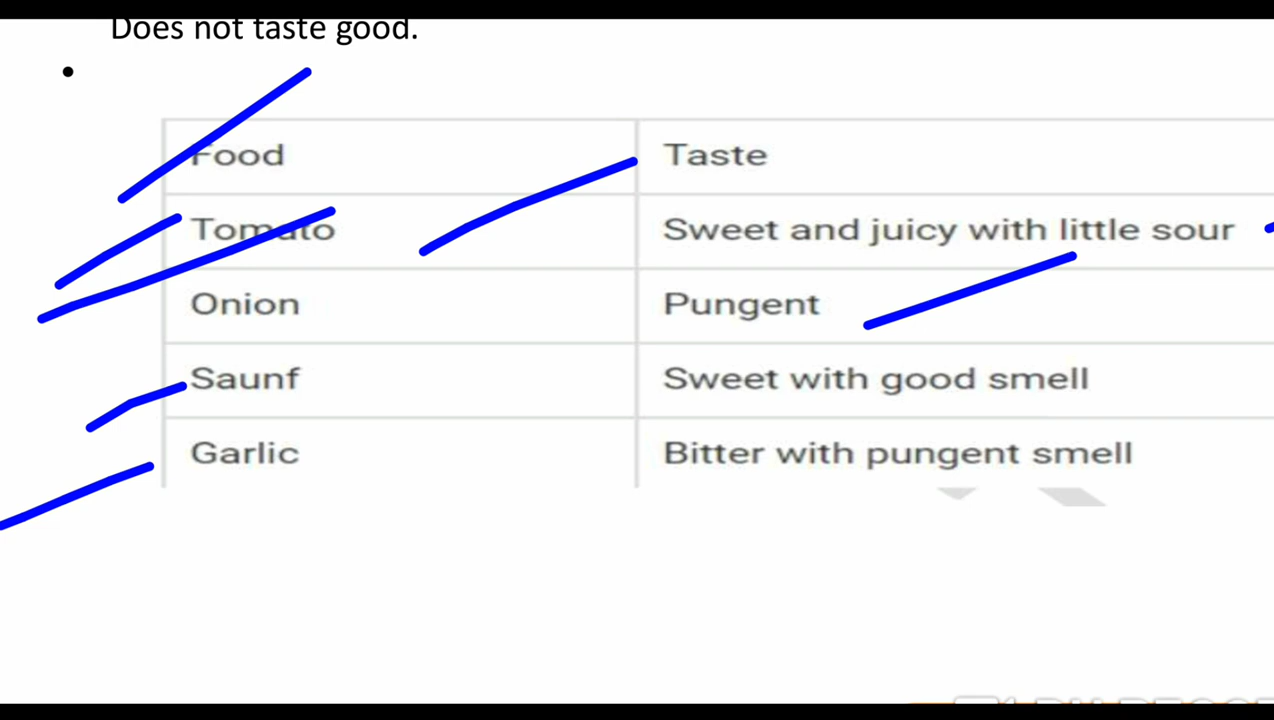 Does not taste good.
•
Food Taste
Tomato Sweet and juicy with little sour
Onion Pungent
Saunf Sweet with good smell
Garlic Bitter with pungent smell